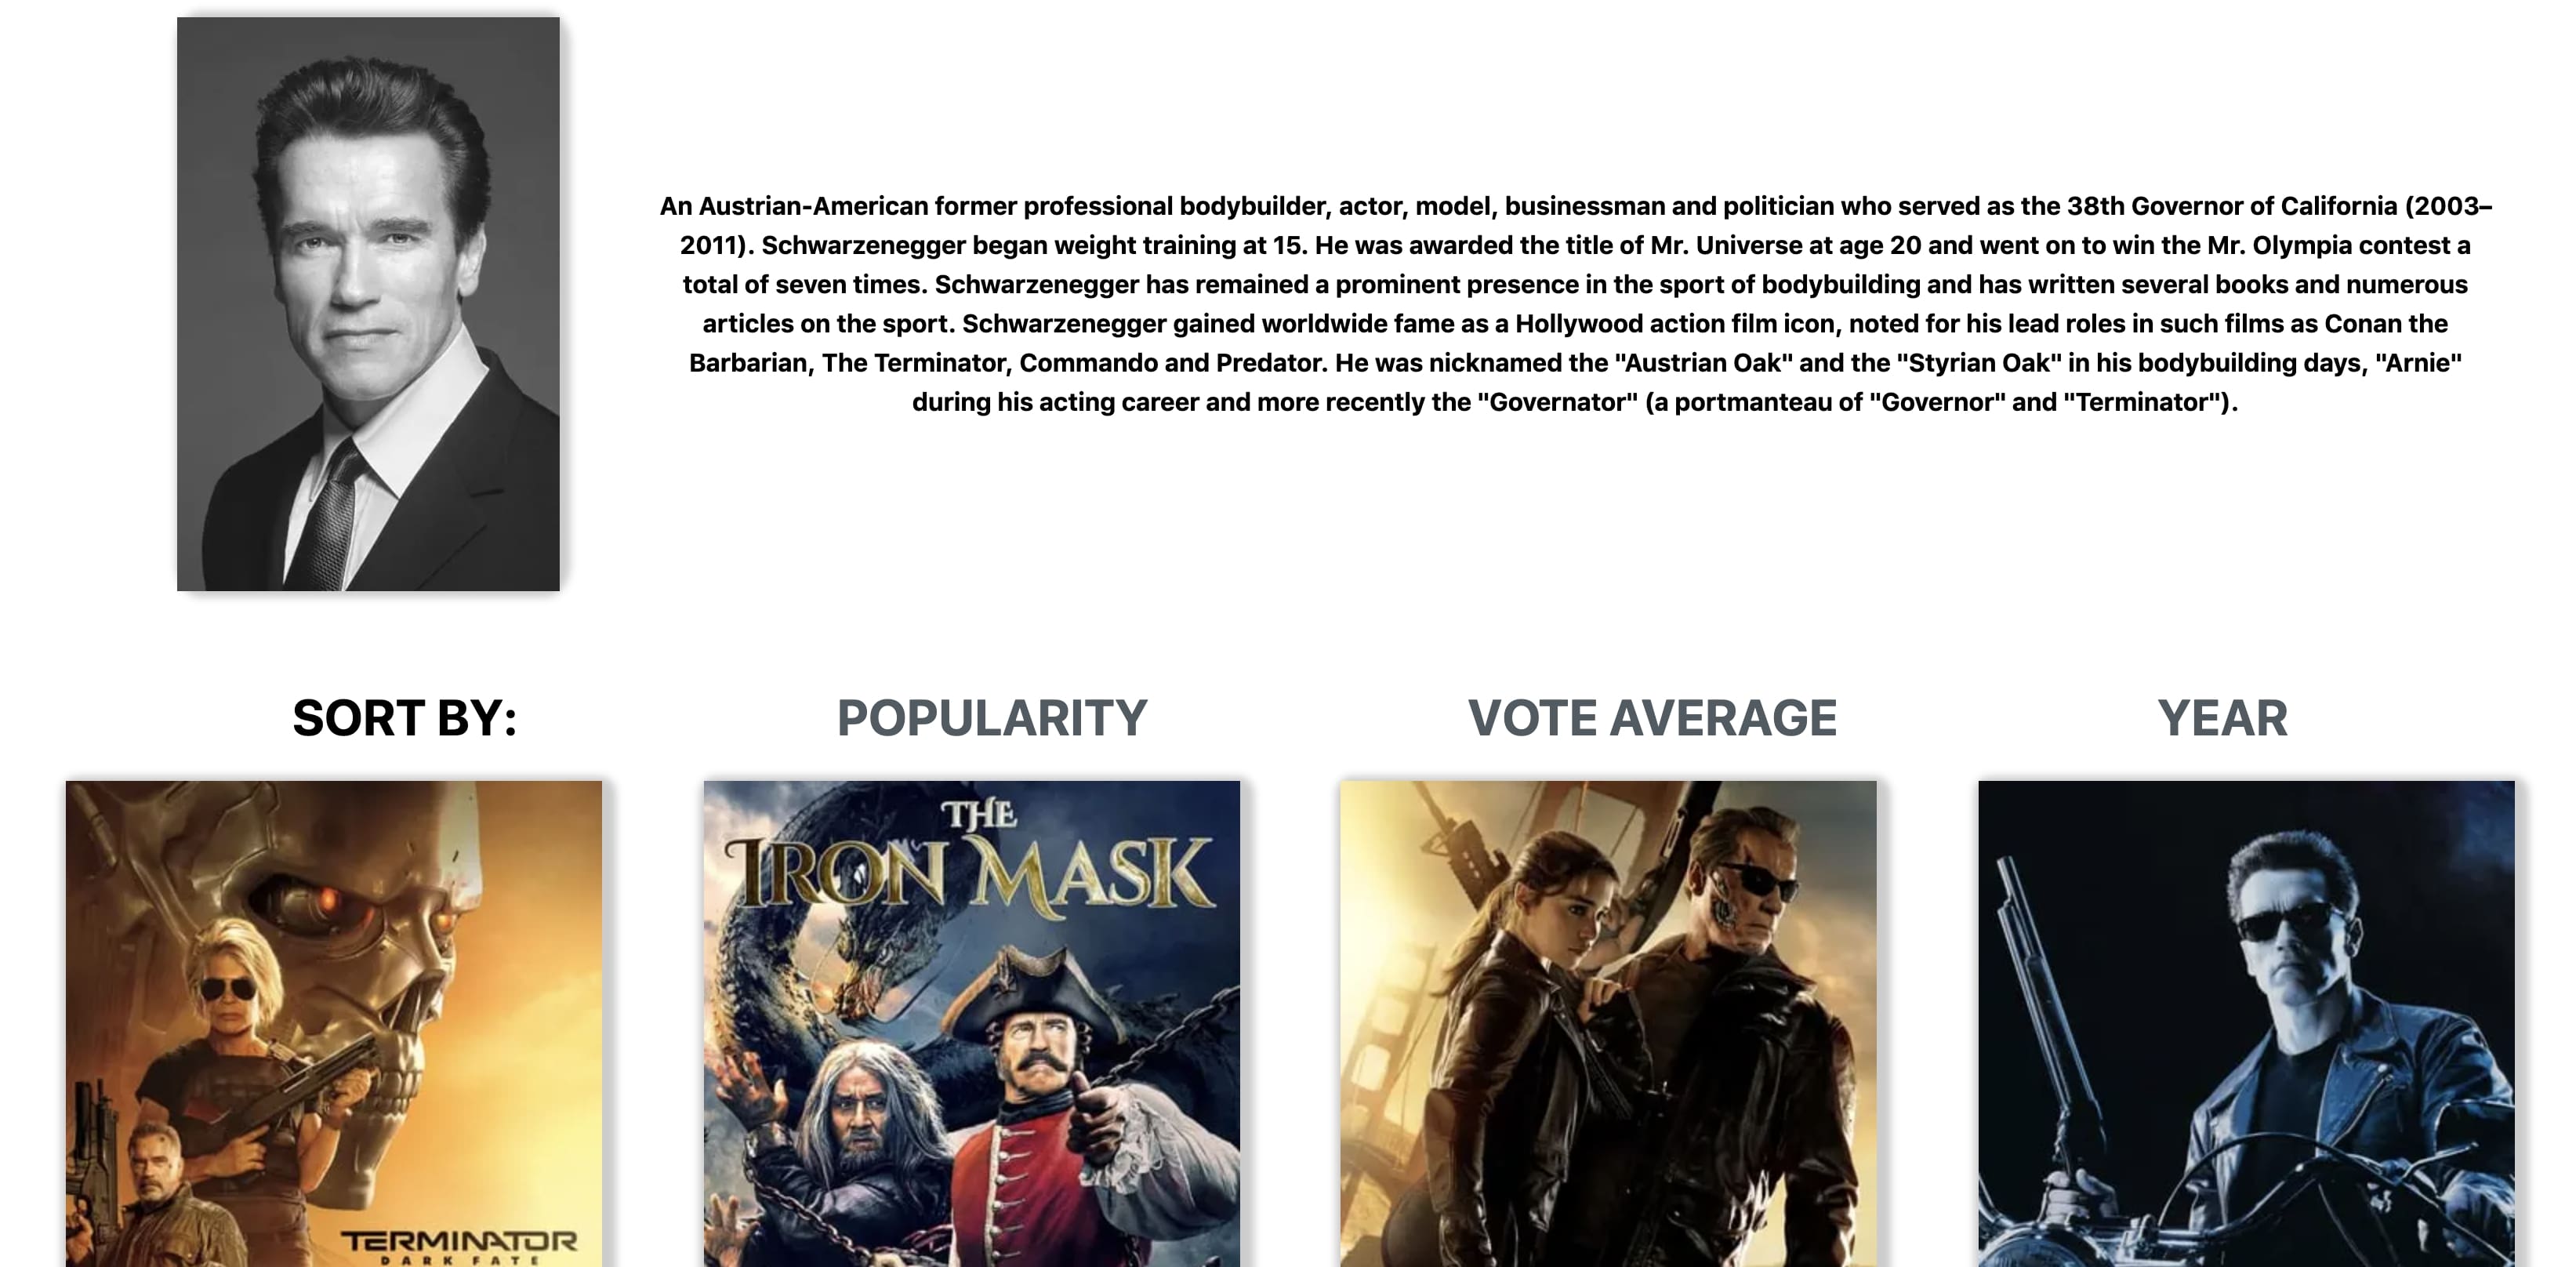 An Austrian-American former professional bodybuilder, actor, model, businessman and politician who served as the 38th Governor of California (2003–
2011). Schwarzenegger began weight training at 15. He was awarded the title of Mr. Universe at age 20 and went on to win the Mr. Olympia contest a
total of seven times. Schwarzenegger has remained a prominent presence in the sport of bodybuilding and has written several books and numerous
articles on the sport. Schwarzenegger gained worldwide fame as a Hollywood action film icon, noted for his lead roles in such films as Conan the
Barbarian, The Terminator, Commando and Predator. He was nicknamed the "Austrian Oak" and the "Styrian Oak" in his bodybuilding days, "Arnie"
during his acting career and more recently the "Governator" (a portmanteau of "Governor" and "Terminator").
SORT BY: POPULARITY VOTE AVERAGE YEAR
THE
IRON MASK
TERMINATOR
DARK FATE